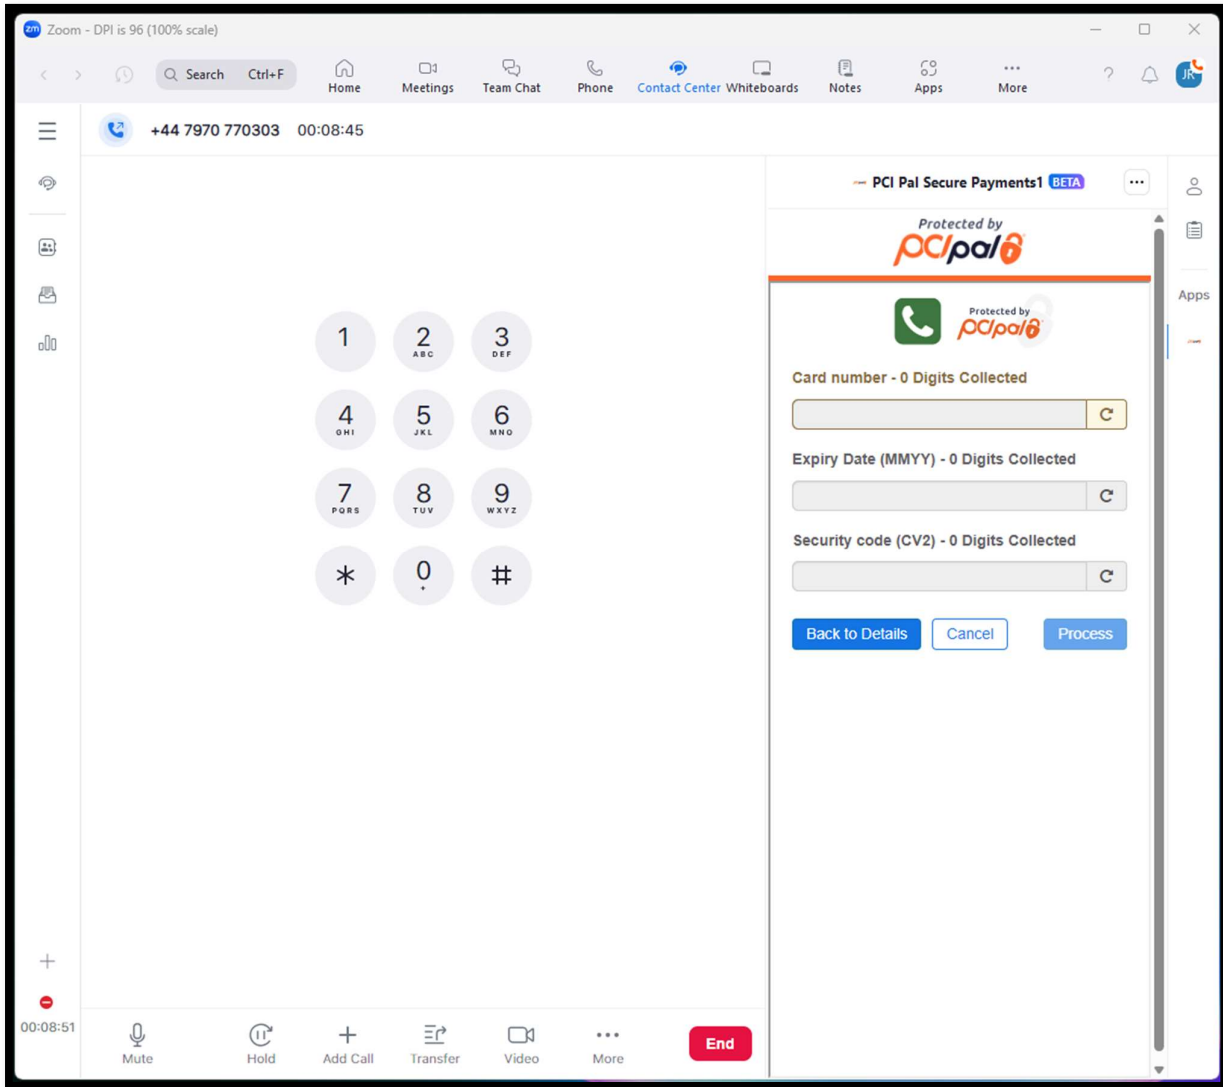 zm Zoom - DPI is 96 (100% scale)
Search Ctrl+F
Home Meetings Team Chat Phone Contact Center Whiteboards Notes Apps More
? JR
+44 7970 770303 00:08:45
PCI Pal Secure Payments1 BETA
Protected by
pcipal
Protected by
pcipal
Apps
1 2 ABC 3 DEF
4 GHI 5 JKL 6 MNO
7 PQRS 8 TUV 9 WXYZ
* 0 + #
Card number - 0 Digits Collected
Expiry Date (MMYY) - 0 Digits Collected
Security code (CV2) - 0 Digits Collected
Back to Details Cancel Process
00:08:51
Mute Hold Add Call Transfer Video More End